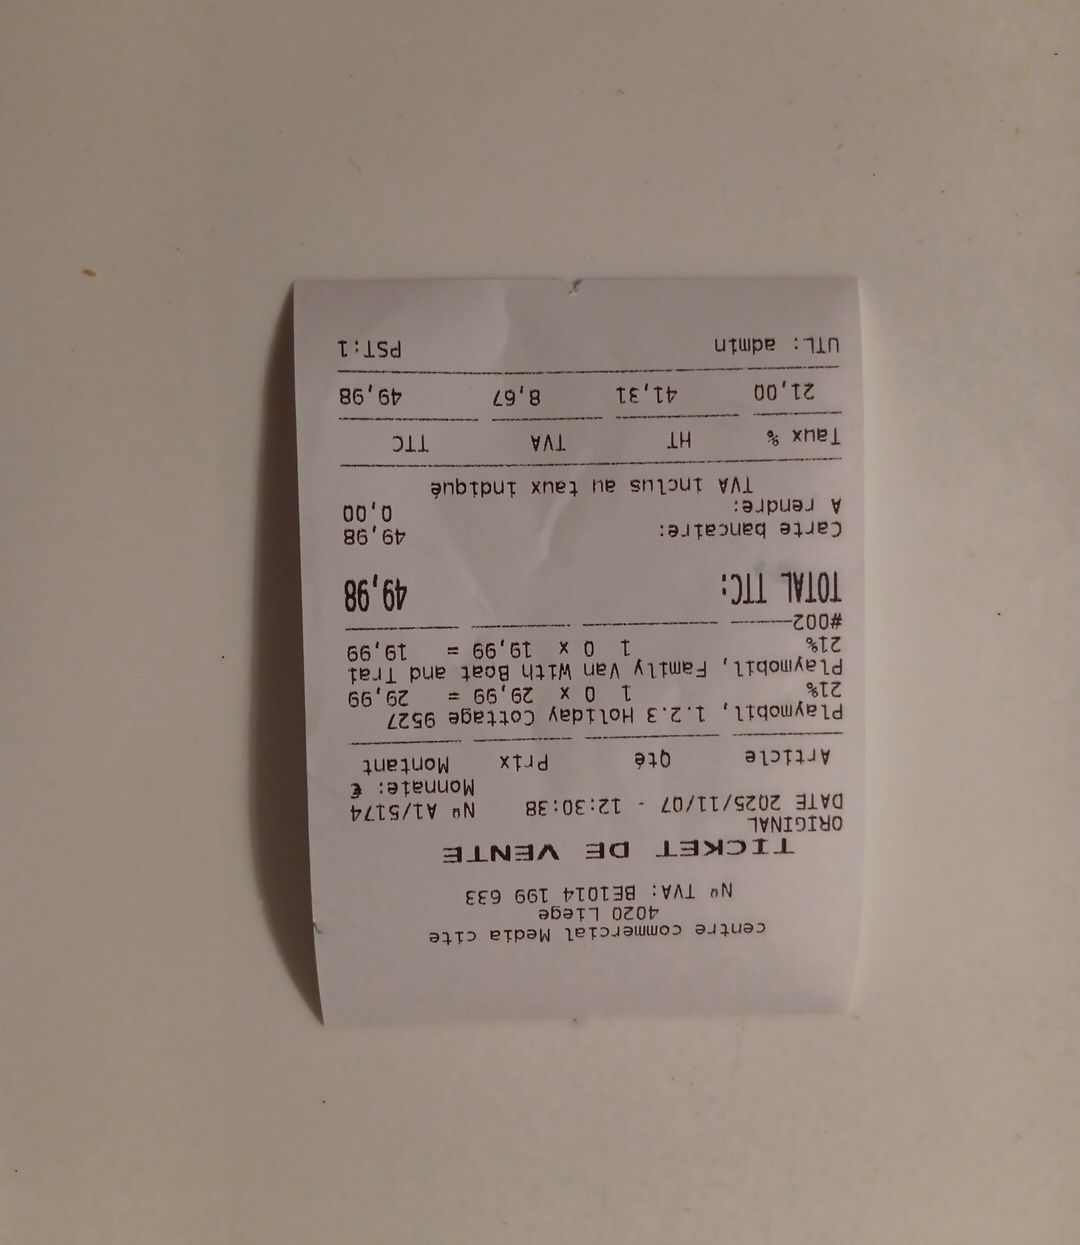 centre commercial Media cite
4020 Liege
Nº TVA: BE1014 199 633
TICKET DE VENTE
ORIGINAL
DATE 2025/11/07 - 12:30:38 Nº A1/5174
Monnaie: €
Article Qté Prix Montant
Playmobil, 1.2.3 Holiday Cottage 9527
21% 1 0 x 29,99 = 29,99
Playmobil, Family Van With Boat and Trai
21% 1 0 x 19,99 = 19,99
#002
TOTAL TTC: 49,98
Carte bancaire: 49,98
A rendre: 0,00
TVA inclus au taux indiqué
Taux % HT TVA TTC
21,00 41,31 8,67 49,98
UTL: admin PST:1